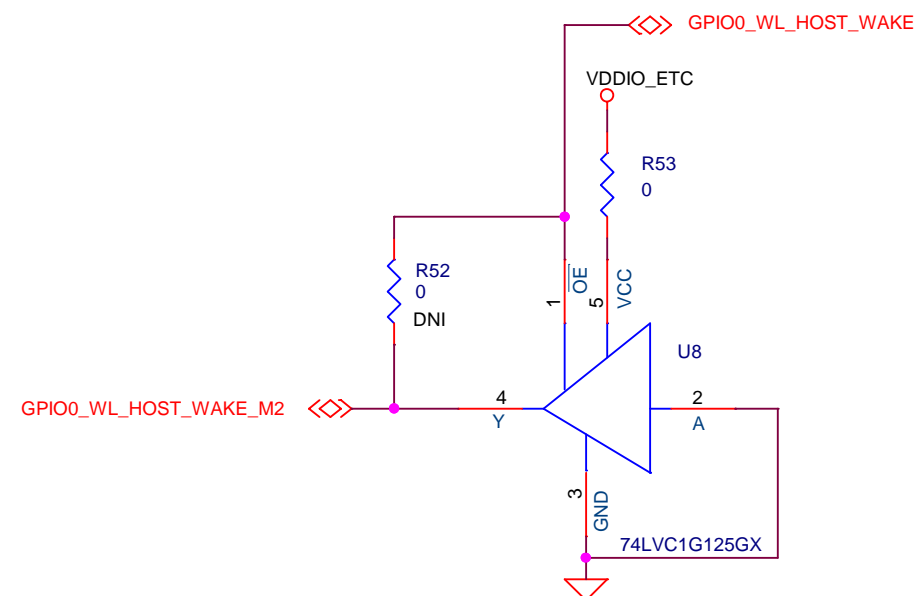 GPIO0_WL_HOST_WAKE
VDDIO_ETC
R53
0
R52
0
DNI
1
OE
5
VCC
U8
GPIO0_WL_HOST_WAKE_M2
4
Y
2
A
3
GND
74LVC1G125GX